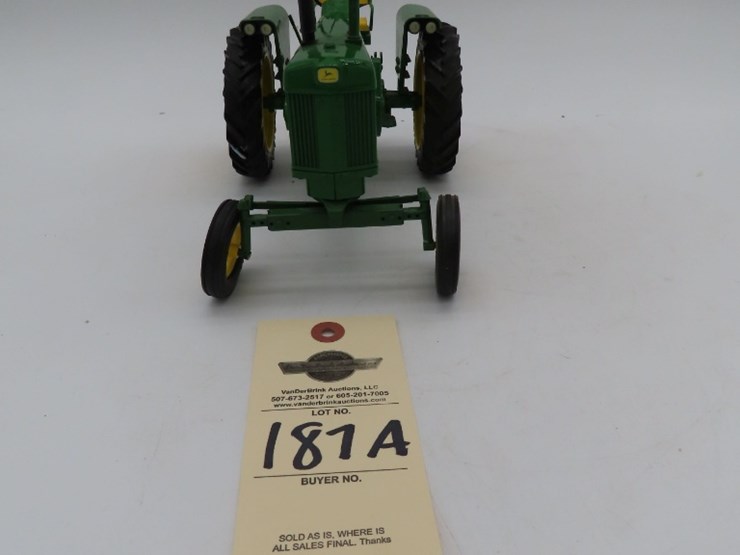 VanDerBrink Auctions, LLC
507-673-2517 or 605-201-7005
www.vanderbrinkauctions.com
LOT NO.
187A
BUYER NO.
SOLD AS IS, WHERE IS
ALL SALES FINAL. Thanks